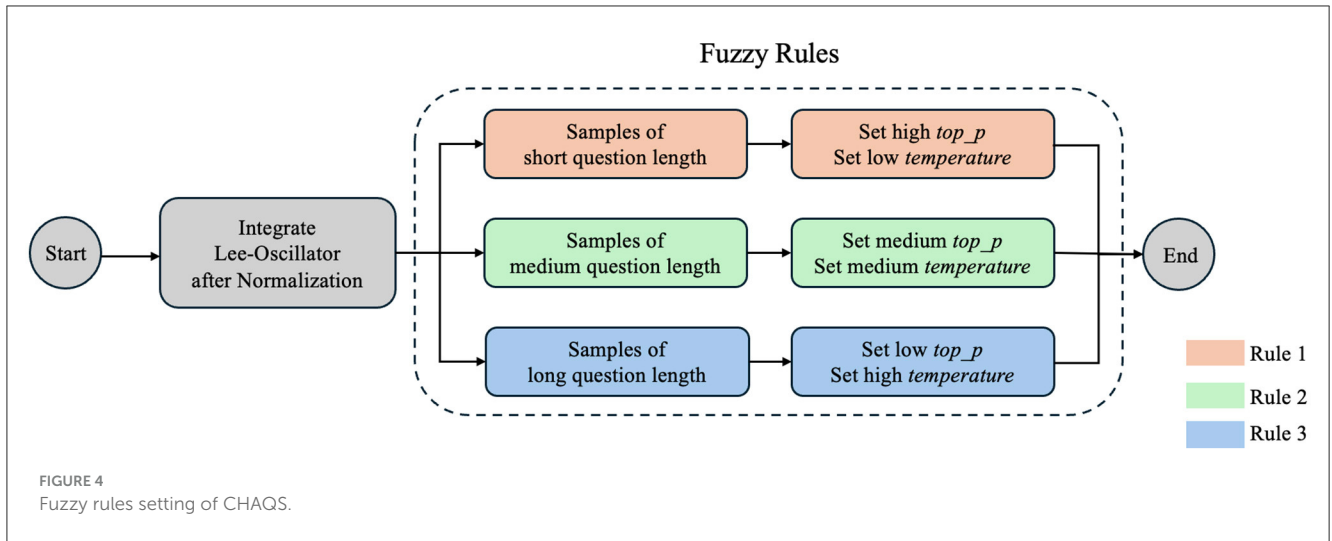 Fuzzy Rules
Start
Integrate
Lee-Oscillator
after Normalization
Samples of
short question length
Set high top_p
Set low temperature
Samples of
medium question length
Set medium top_p
Set medium temperature
Samples of
long question length
Set low top_p
Set high temperature
End
Rule 1
Rule 2
Rule 3
FIGURE 4
Fuzzy rules setting of CHAQS.